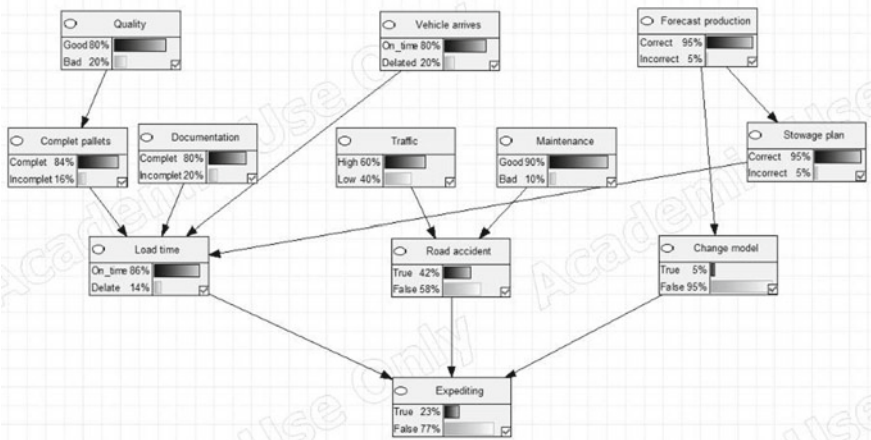 Quality
Good 80%
Bad 20%
Vehicle arrives
On_time 80%
Delated 20%
Forecast production
Correct 95%
Incorrect 5%
Complet pallets
Complet 84%
Incomplet 16%
Documentation
Complet 80%
Incomplet 20%
Traffic
High 60%
Low 40%
Maintenance
Good 90%
Bad 10%
Stowage plan
Correct 95%
Incorrect 5%
Load time
On_time 86%
Delate 14%
Road accident
True 42%
False 58%
Change model
True 5%
False 95%
Expediting
True 23%
False 77%
Academic Use Only